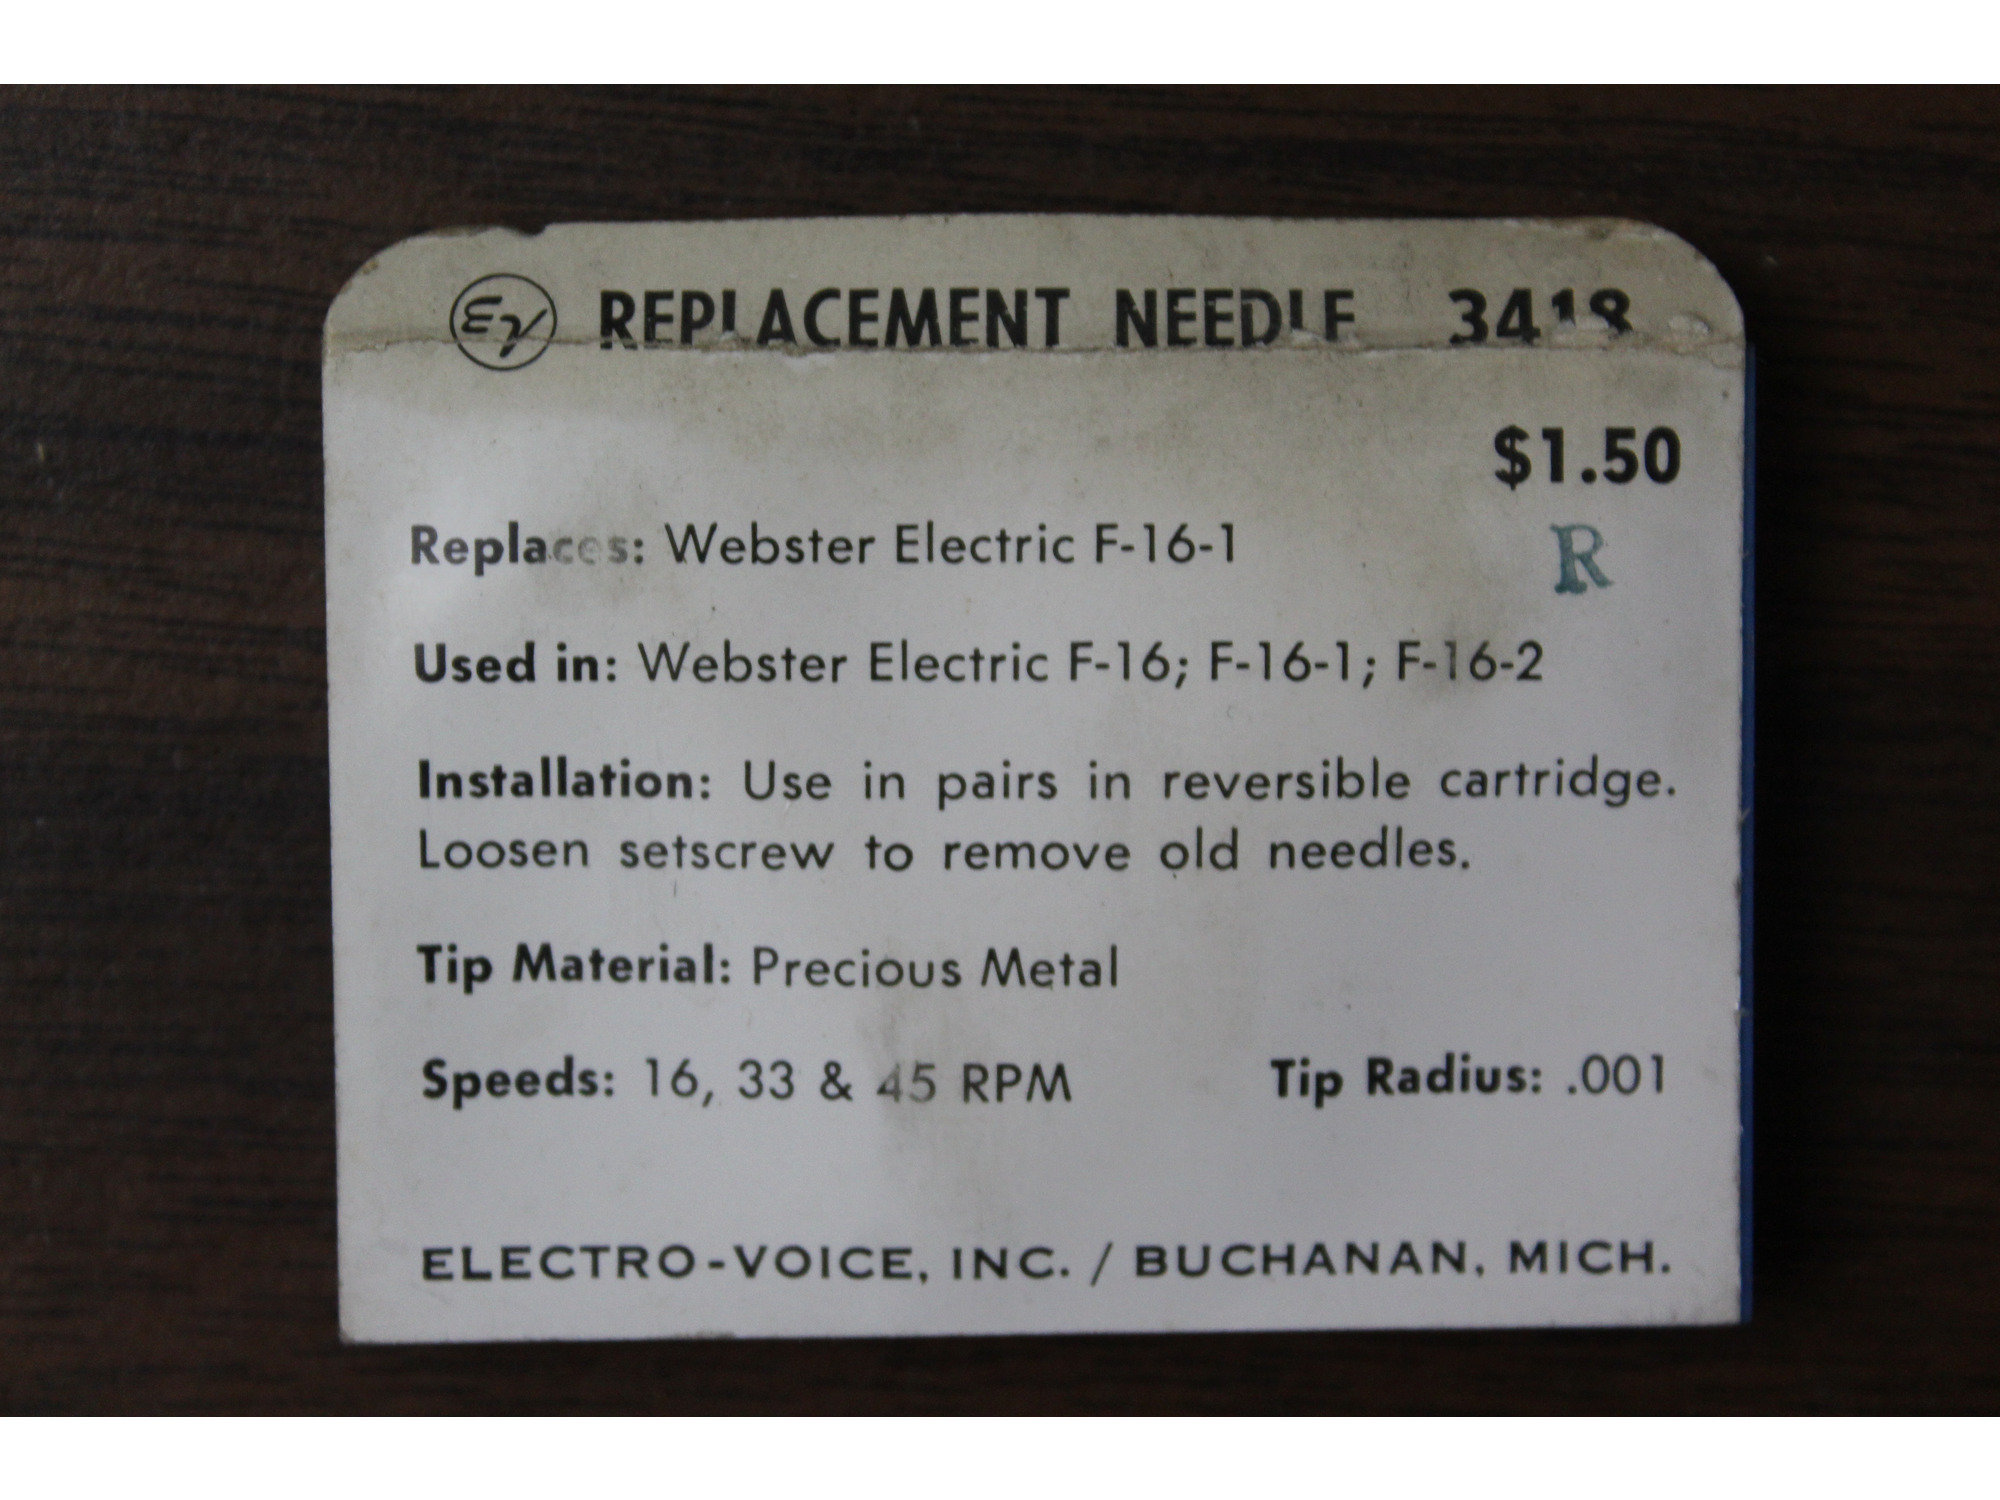 EV REPLACEMENT NEEDLE 3418
$1.50
Replaces: Webster Electric F-16-1
R
Used in: Webster Electric F-16; F-16-1; F-16-2
Installation: Use in pairs in reversible cartridge.
Loosen setscrew to remove old needles.
Tip Material: Precious Metal
Speeds: 16, 33 & 45 RPM Tip Radius: .001
ELECTRO-VOICE, INC. / BUCHANAN, MICH.